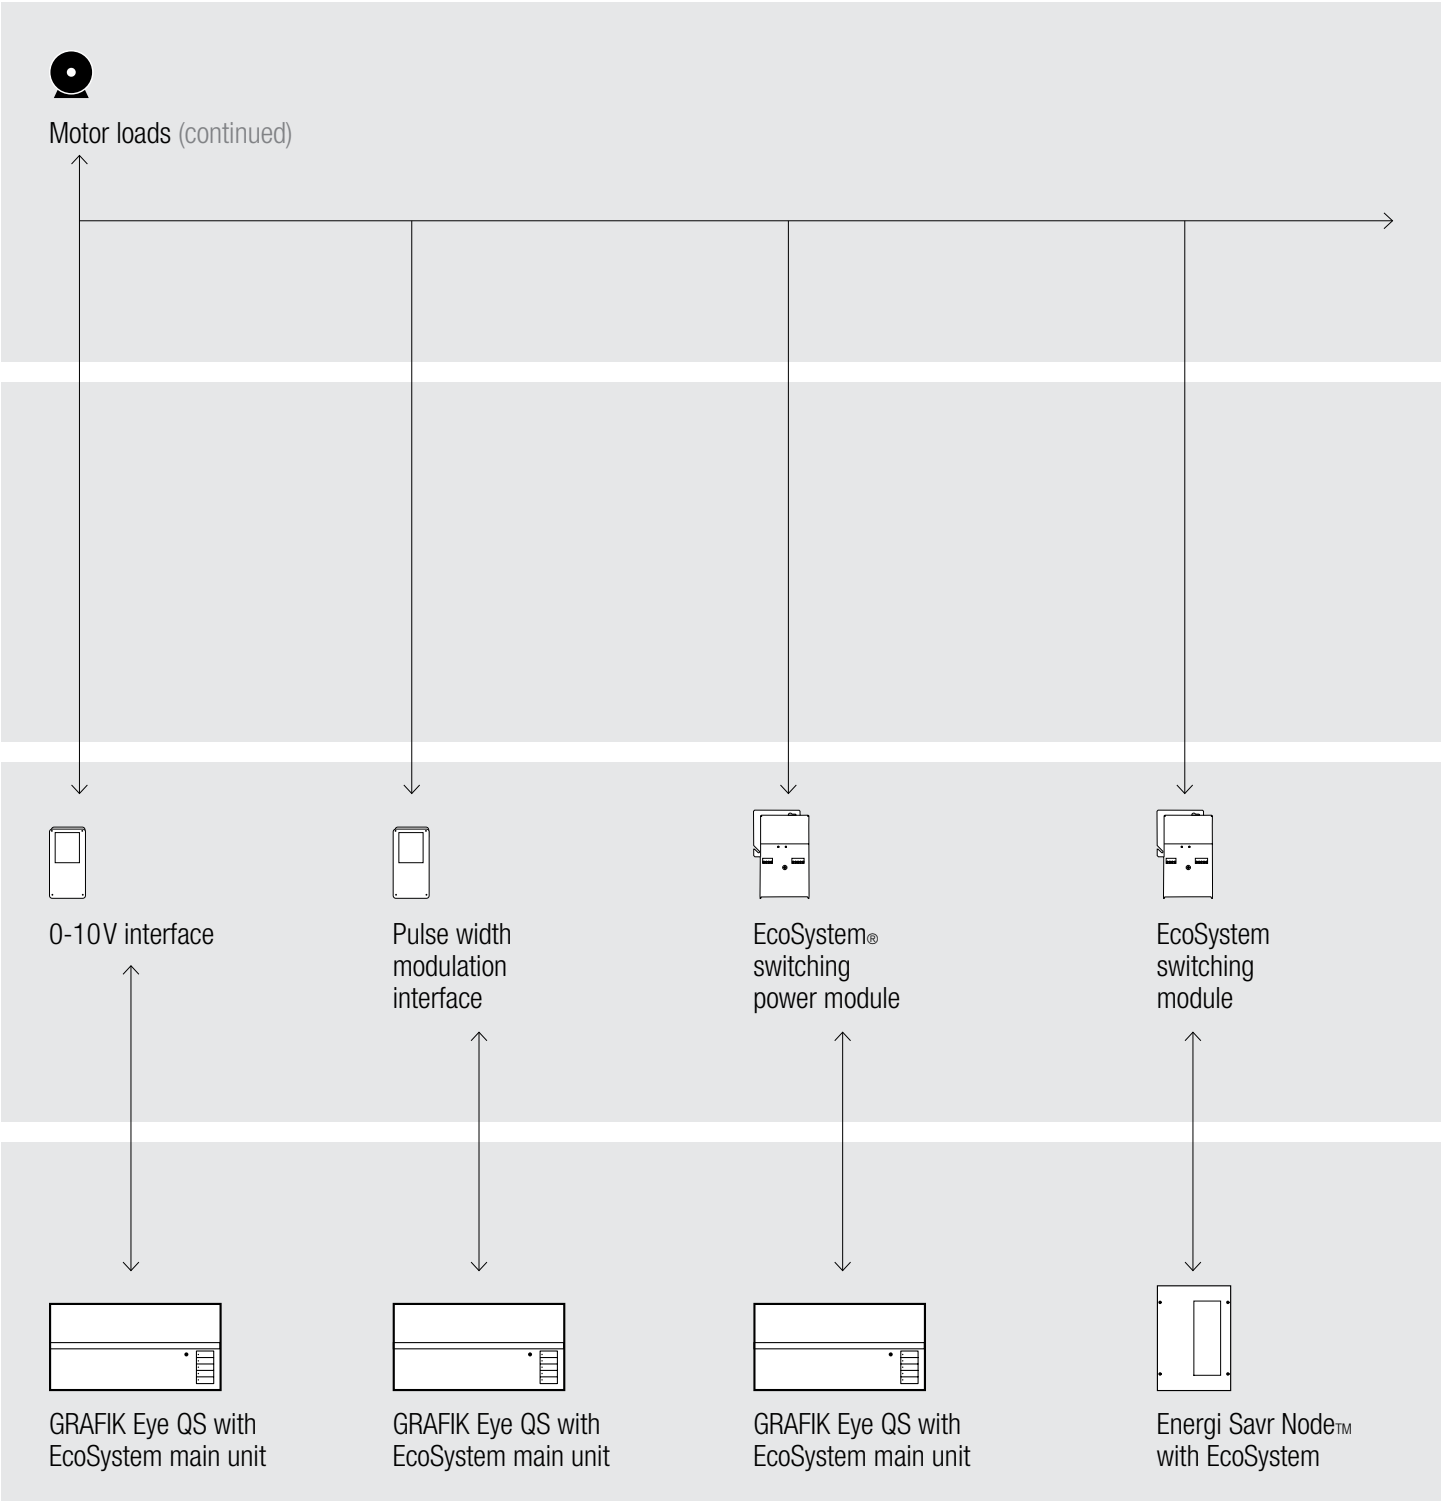 Motor loads (continued)
0-10V interface
Pulse width
modulation
interface
EcoSystem®
switching
power module
EcoSystem
switching
module
GRAFIK Eye QS with
EcoSystem main unit
GRAFIK Eye QS with
EcoSystem main unit
GRAFIK Eye QS with
EcoSystem main unit
Energi Savr Node™
with EcoSystem